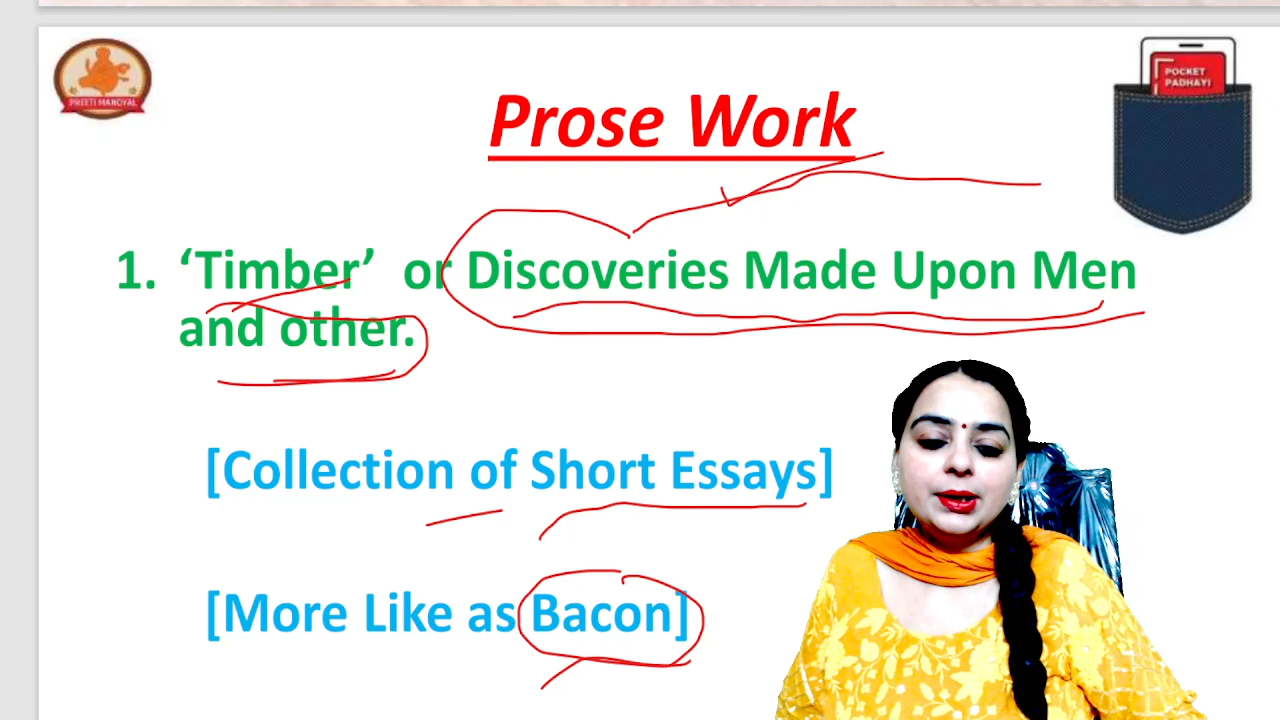 PREETI MANOYAL
POCKET
PADHAYI
Prose Work
1. ‘Timber’ or Discoveries Made Upon Men
and other.
[Collection of Short Essays]
[More Like as Bacon]